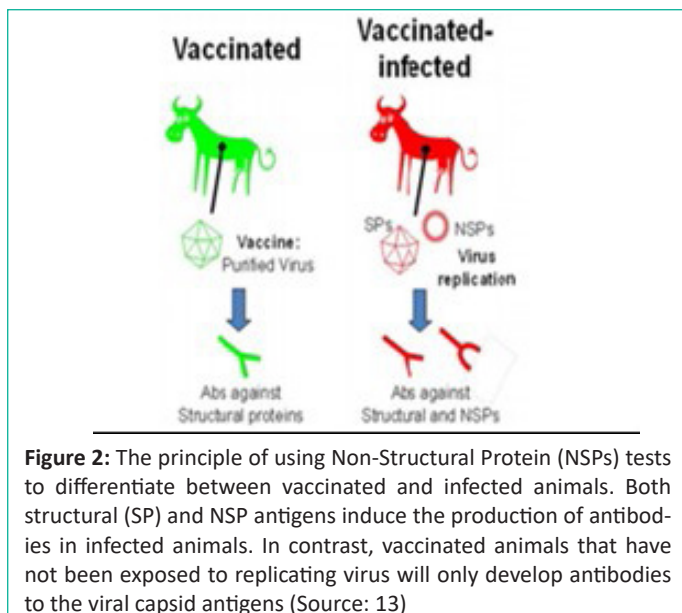 Vaccinated
Vaccinated-
infected
Vaccine:
Purified Virus
SPs
NSPs
Virus
replication
Abs against
Structural proteins
Abs against
Structural and NSPs
Figure 2: The principle of using Non-Structural Protein (NSPs) tests
to differentiate between vaccinated and infected animals. Both
structural (SP) and NSP antigens induce the production of antibod-
ies in infected animals. In contrast, vaccinated animals that have
not been exposed to replicating virus will only develop antibodies
to the viral capsid antigens (Source: 13)